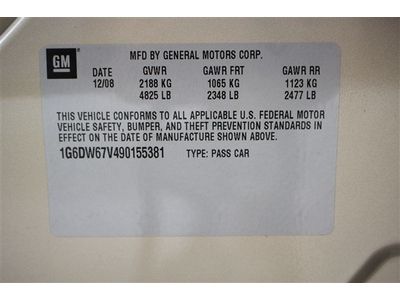 GM
MFD BY GENERAL MOTORS CORP.
DATE GVWR GAWR FRT GAWR RR
12/08 2188 KG 1065 KG 1123 KG
4825 LB 2348 LB 2477 LB
THIS VEHICLE CONFORMS TO ALL APPLICABLE U.S. FEDERAL MOTOR
VEHICLE SAFETY, BUMPER, AND THEFT PREVENTION STANDARDS IN
EFFECT ON THE DATE OF MANUFACTURE SHOWN ABOVE.
1G6DW67V490155381 TYPE: PASS CAR